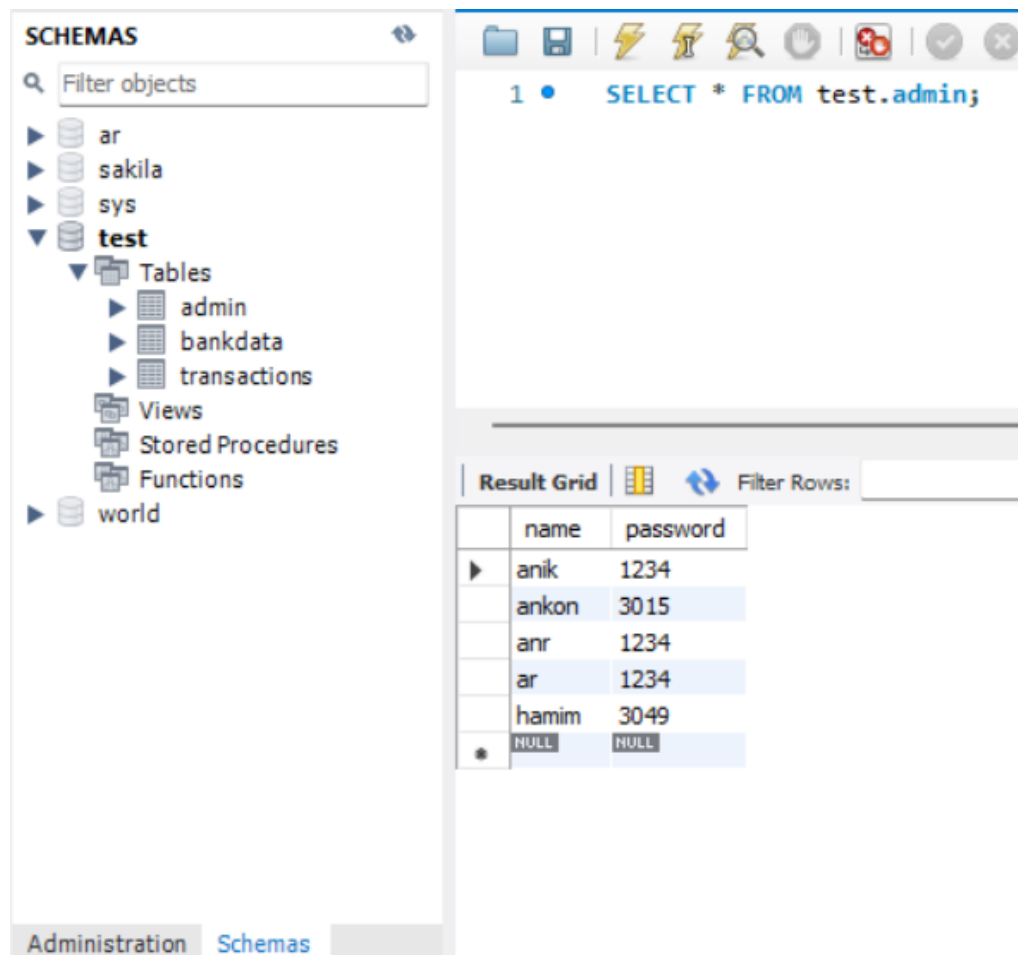 SCHEMAS
Filter objects
ar
sakila
sys
test
Tables
admin
bankdata
transactions
Views
Stored Procedures
Functions
world
Administration Schemas
1 SELECT * FROM test.admin;
Result Grid Filter Rows:
name password
anik 1234
ankon 3015
anr 1234
ar 1234
hamim 3049
NULL NULL